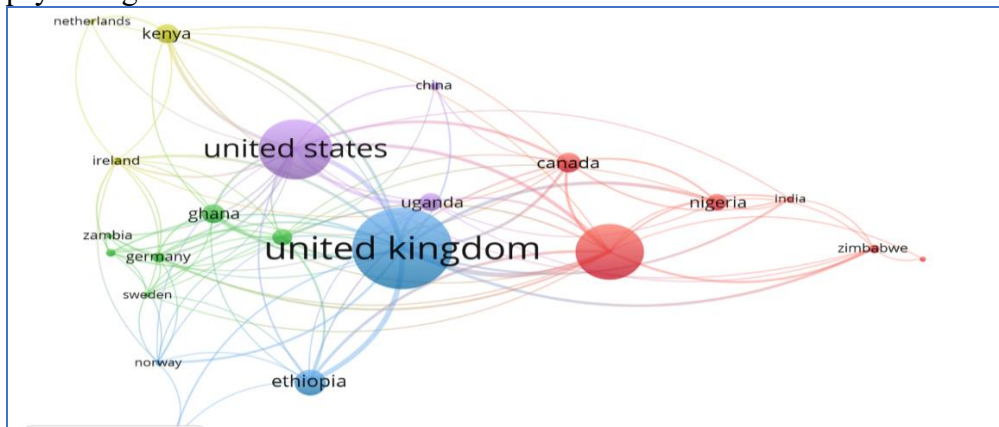 netherlands
kenya
china
united states
ireland
canada
uganda
nigeria
india
ghana
zambia
united kingdom
zimbabwe
germany
sweden
norway
ethiopia